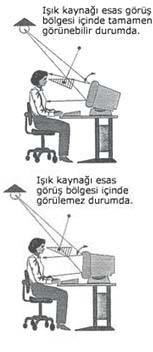 Işık kaynağı esas görüş
bölgesi içinde tamamen
görünebilir durumda.
Işık kaynağı esas
görüş bölgesi içinde
görülemez durumda.